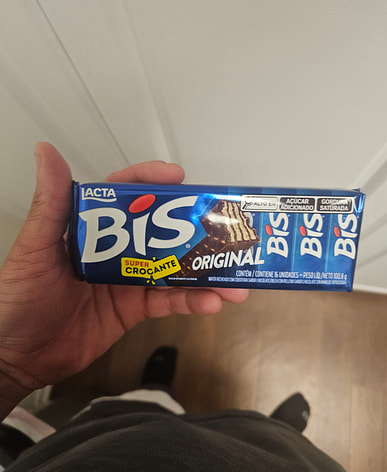 LACTA
BIS
®
SUPER
CROCANTE
ORIGINAL
ALTO EM
AÇÚCAR
ADICIONADO
GORDURA
SATURADA
BIS
BIS
BIS
CONTÉM / CONTIENE 16 UNIDADES – PESO LÍQ./NETO 100,8 g